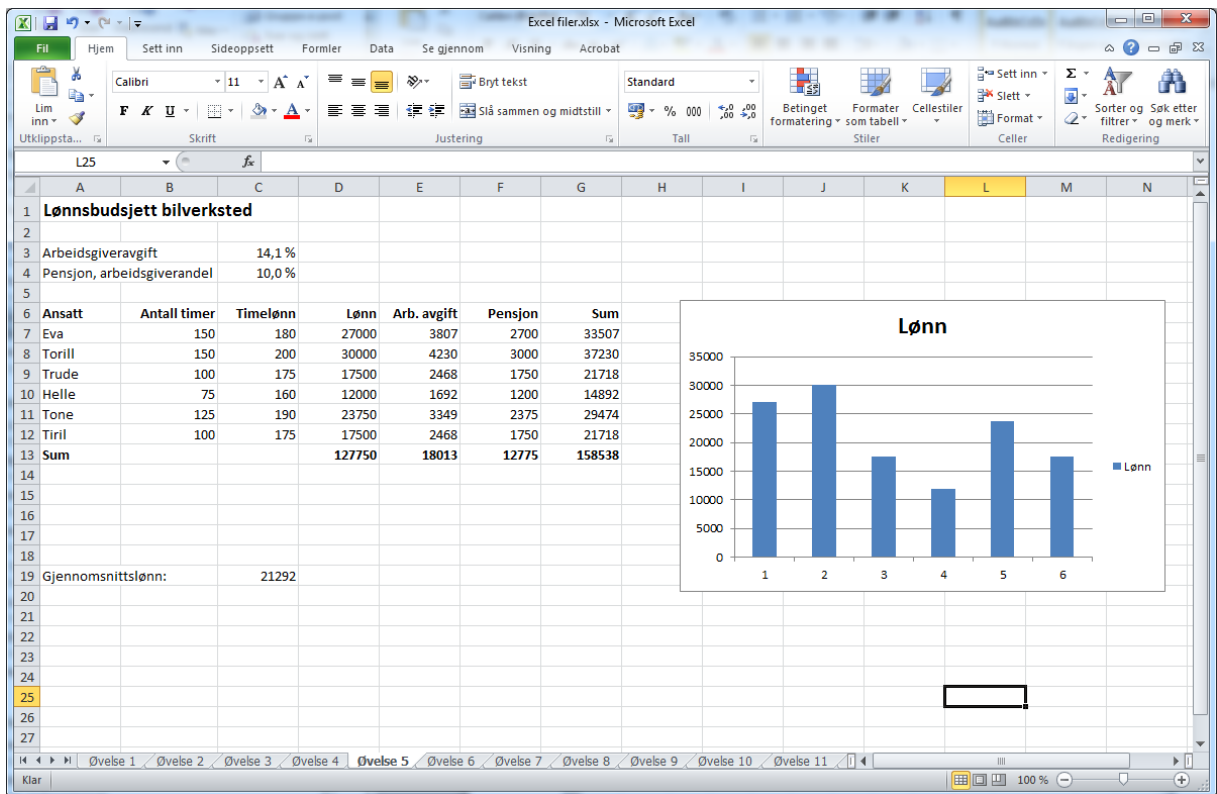 Excel filer.xlsx - Microsoft Excel
Fil Hjem Sett inn Sideoppsett Formler Data Se gjennom Visning Acrobat
Lim inn
Utklippsta...
Calibri 11 A A
F K U A
Skrift
Bryt tekst
Slå sammen og midtstill
Justering
Standard
% 000 ,00 ,00 ,0
Tall
Betinget formatering
Formater som tabell
Cellestiler
Stiler
Sett inn
Slett
Format
Celler
Σ
Sorter og filtrer
Søk etter og merk
Redigering
L25 fx
A B C D E F G H I J K L M N
1 Lønnsbudsjett bilverksted
2
3 Arbeidsgiveravgift 14,1 %
4 Pensjon, arbeidsgiverandel 10,0 %
5
6 Ansatt Antall timer Timelønn Lønn Arb. avgift Pensjon Sum
7 Eva 150 180 27000 3807 2700 33507
8 Torill 150 200 30000 4230 3000 37230
9 Trude 100 175 17500 2468 1750 21718
10 Helle 75 160 12000 1692 1200 14892
11 Tone 125 190 23750 3349 2375 29474
12 Tiril 100 175 17500 2468 1750 21718
13 Sum 127750 18013 12775 158538
14
15
16
17
18
19 Gjennomsnittslønn: 21292
20
21
22
23
24
25
26
27
Lønn
35000
30000
25000
20000
15000
10000
5000
0
1 2 3 4 5 6
Lønn
Øvelse 1 Øvelse 2 Øvelse 3 Øvelse 4 Øvelse 5 Øvelse 6 Øvelse 7 Øvelse 8 Øvelse 9 Øvelse 10 Øvelse 11
Klar 100 %